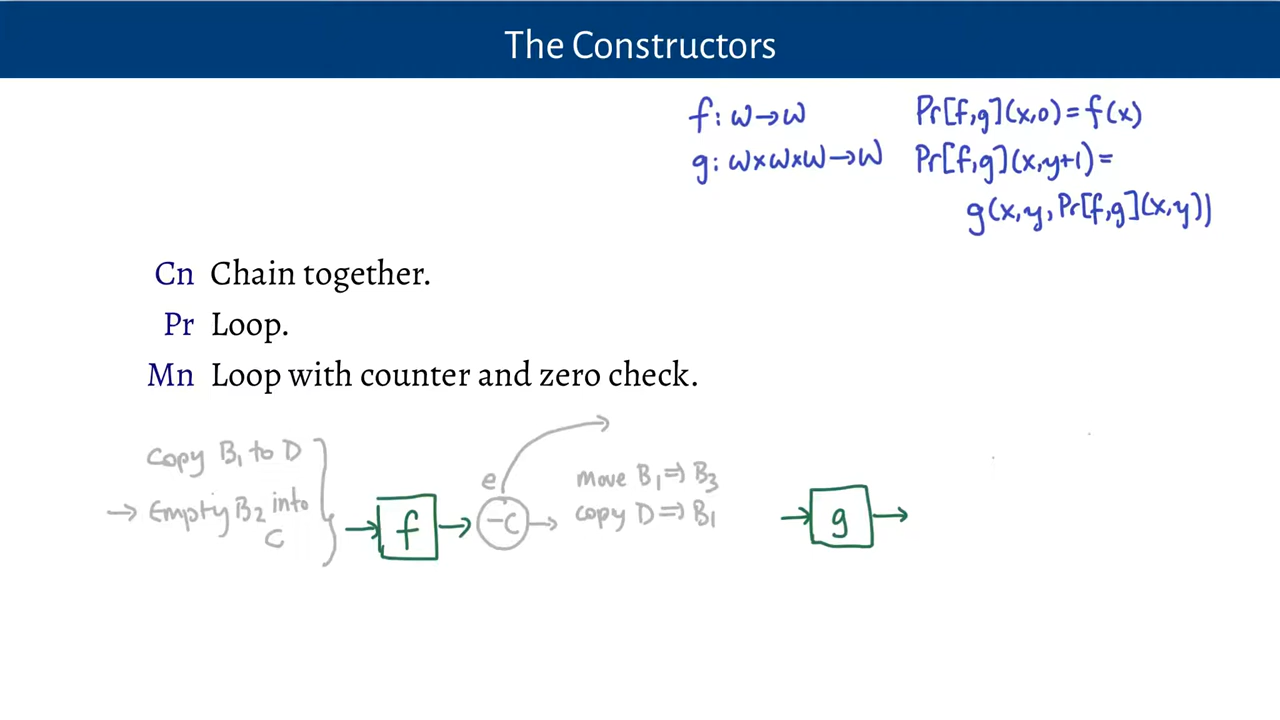 The Constructors
f: ω→ω
g: ω×ω×ω→ω
Pr[f,g](x,0)=f(x)
Pr[f,g](x,y+1)=
g(x,y,Pr[f,g](x,y))
Cn Chain together.
Pr Loop.
Mn Loop with counter and zero check.
copy B₁ to D
→ Empty B₂ into
C
f
e
-C
move B₁⇒B₃
copy D⇒B₁
g